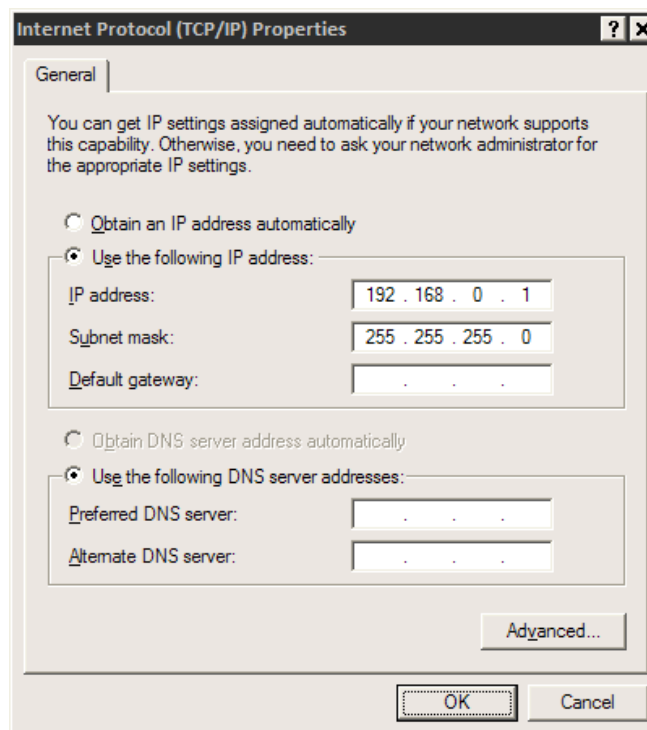 Internet Protocol (TCP/IP) Properties
General
You can get IP settings assigned automatically if your network supports
this capability. Otherwise, you need to ask your network administrator for
the appropriate IP settings.
Obtain an IP address automatically
Use the following IP address:
IP address: 192 . 168 . 0 . 1
Subnet mask: 255 . 255 . 255 . 0
Default gateway: . . .
Obtain DNS server address automatically
Use the following DNS server addresses:
Preferred DNS server: . . .
Alternate DNS server: . . .
Advanced...
OK Cancel